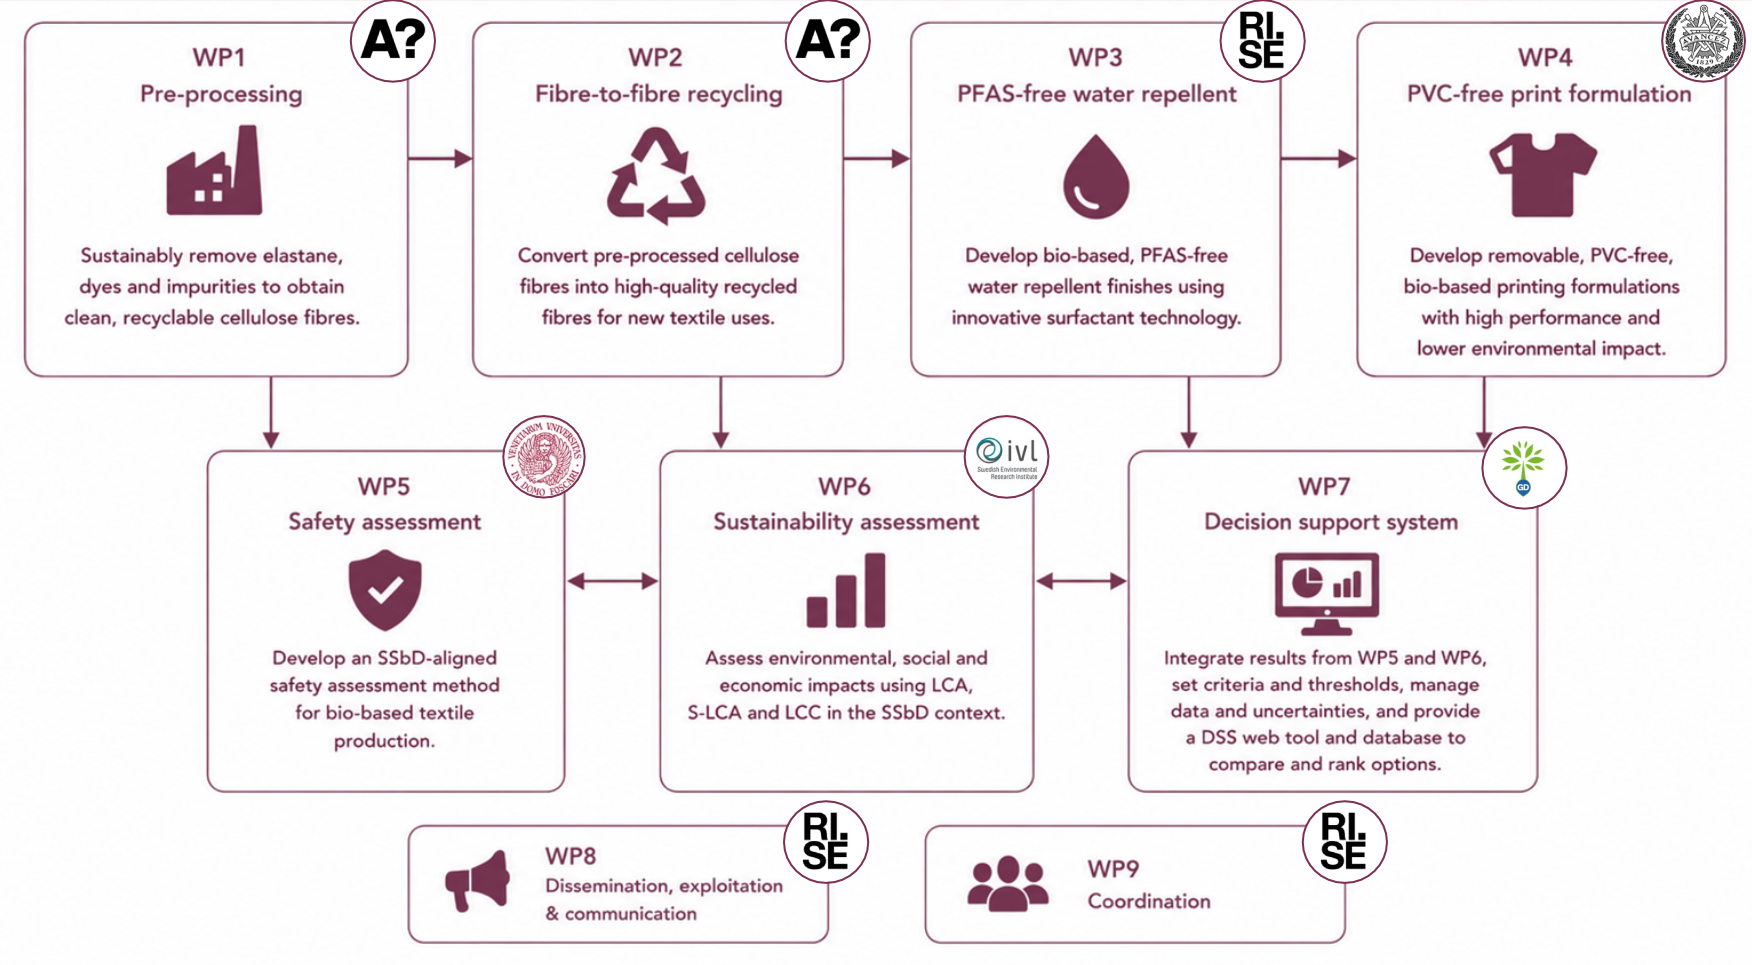 A?
WP1
Pre-processing
Sustainably remove elastane,
dyes and impurities to obtain
clean, recyclable cellulose fibres.
A?
WP2
Fibre-to-fibre recycling
Convert pre-processed cellulose
fibres into high-quality recycled
fibres for new textile uses.
RI.
SE
WP3
PFAS-free water repellent
Develop bio-based, PFAS-free
water repellent finishes using
innovative surfactant technology.
AVANCEZ
1829
WP4
PVC-free print formulation
Develop removable, PVC-free,
bio-based printing formulations
with high performance and
lower environmental impact.
VENETIARVM VNIVERSITAS
IN DOMO FOSCARI
WP5
Safety assessment
Develop an SSbD-aligned
safety assessment method
for bio-based textile
production.
ivl
Swedish Environmental
Research Institute
WP6
Sustainability assessment
Assess environmental, social and
economic impacts using LCA,
S-LCA and LCC in the SSbD context.
GD
WP7
Decision support system
Integrate results from WP5 and WP6,
set criteria and thresholds, manage
data and uncertainties, and provide
a DSS web tool and database to
compare and rank options.
RI.
SE
WP8
Dissemination, exploitation
& communication
RI.
SE
WP9
Coordination